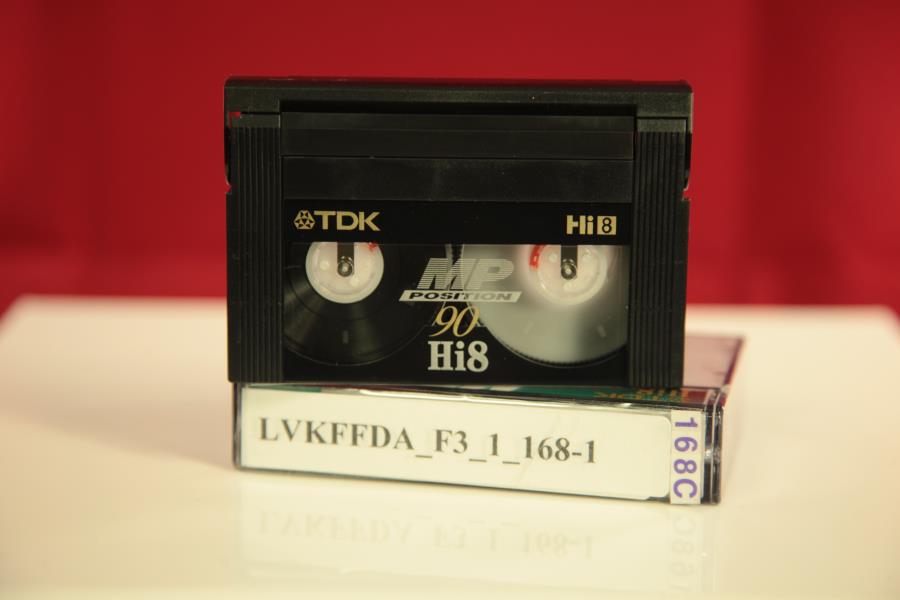 TDK
Hi8
MP
POSITION
90
Hi8
LVKFFDA_F3_1_168-1
168C